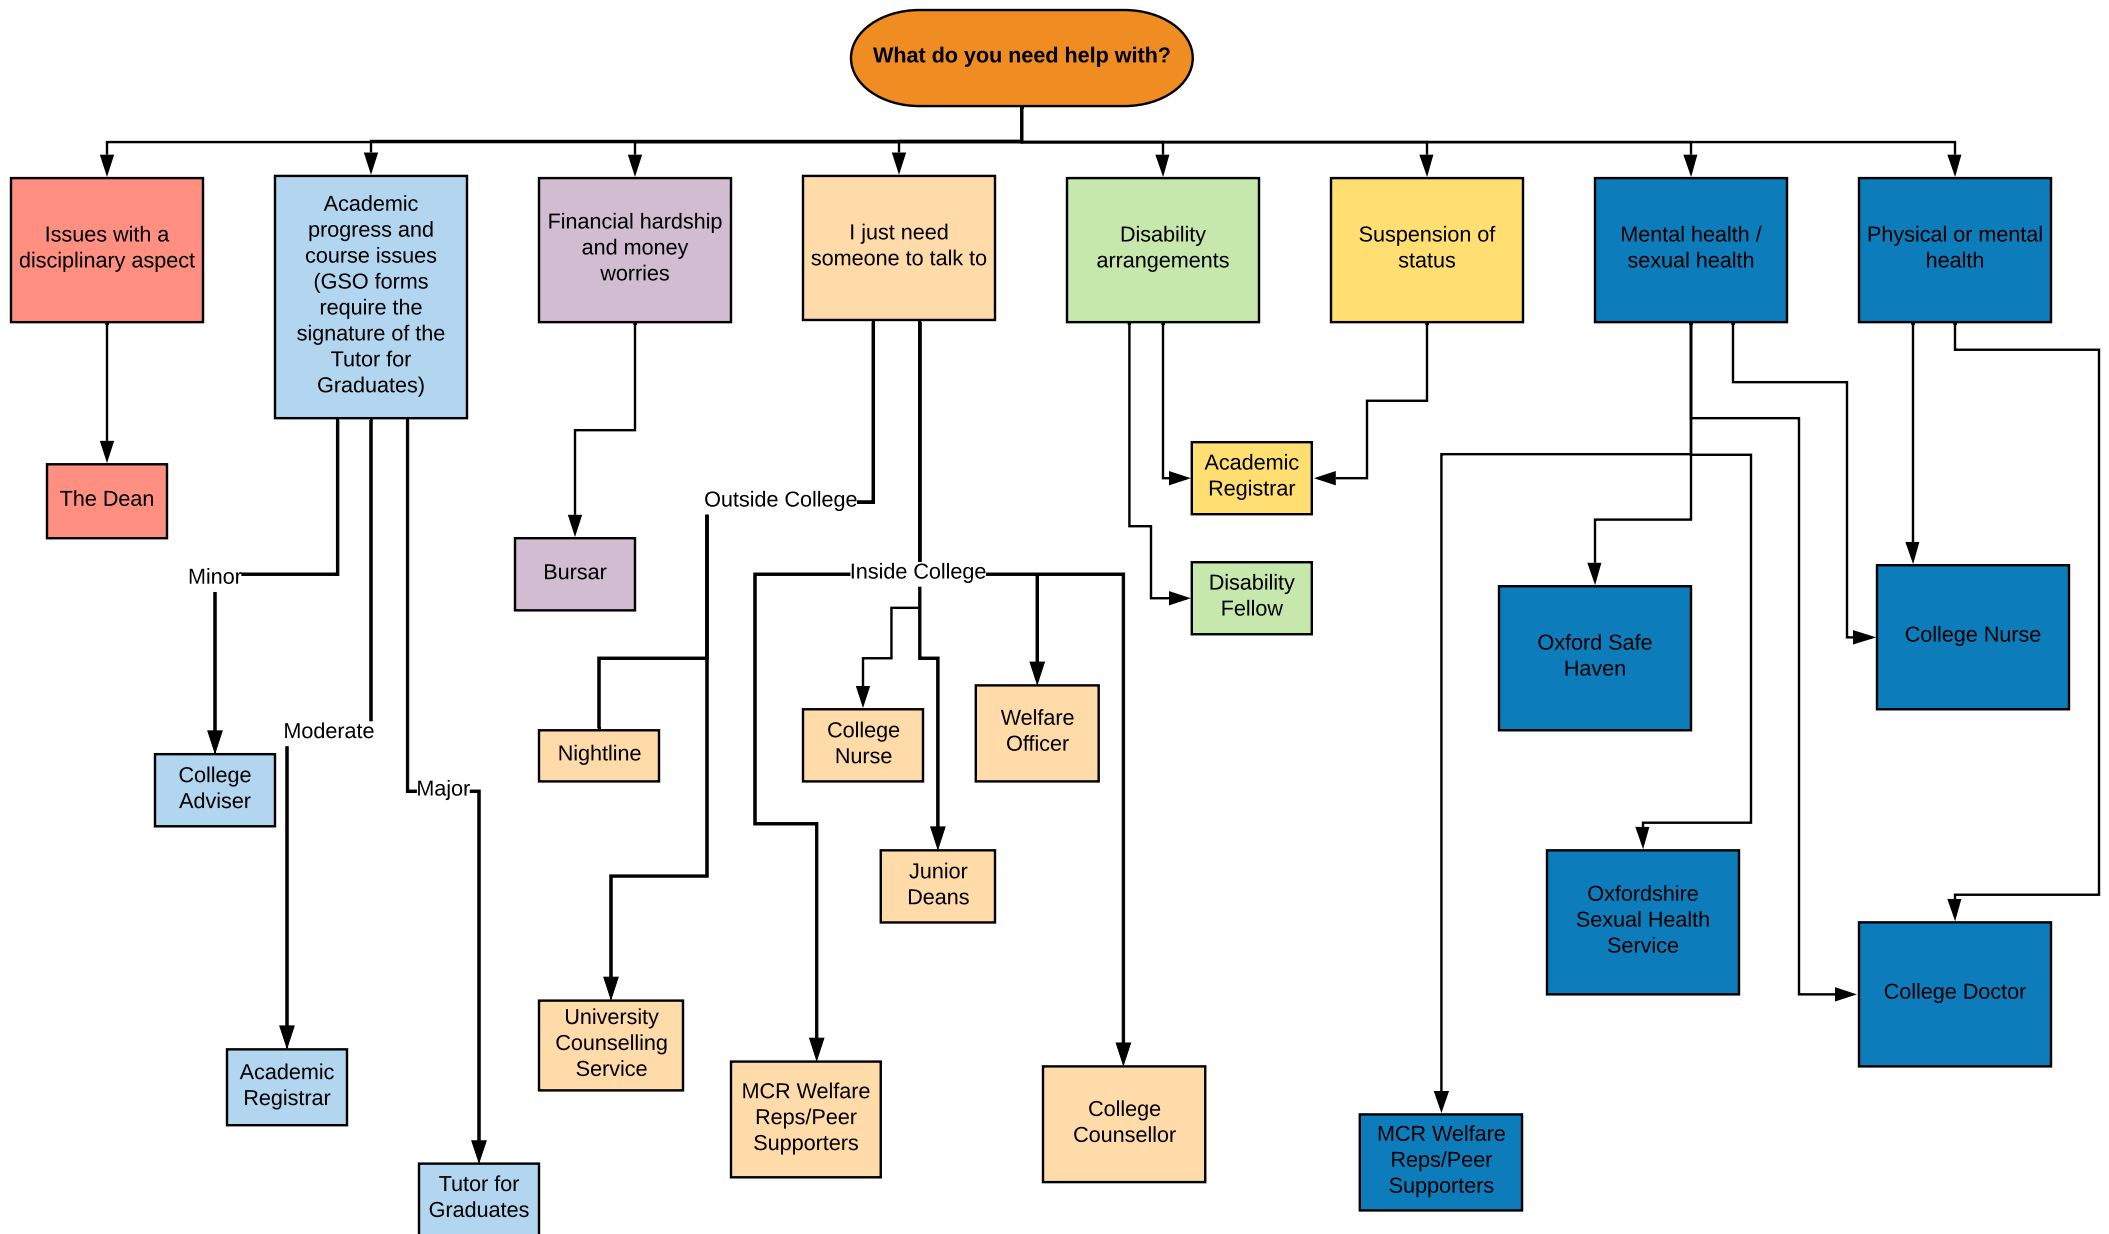 What do you need help with?
Issues with a
disciplinary aspect
Academic
progress and
course issues
(GSO forms
require the
signature of the
Tutor for
Graduates)
Financial hardship
and money
worries
I just need
someone to talk to
Disability
arrangements
Suspension of
status
Mental health /
sexual health
Physical or mental
health
The Dean
Minor
Moderate
Major
College
Adviser
Academic
Registrar
Tutor for
Graduates
Bursar
Outside College
Inside College
Nightline
University
Counselling
Service
College
Nurse
Welfare
Officer
Junior
Deans
MCR Welfare
Reps/Peer
Supporters
College
Counsellor
Academic
Registrar
Disability
Fellow
Oxford Safe
Haven
Oxfordshire
Sexual Health
Service
MCR Welfare
Reps/Peer
Supporters
College Nurse
College Doctor